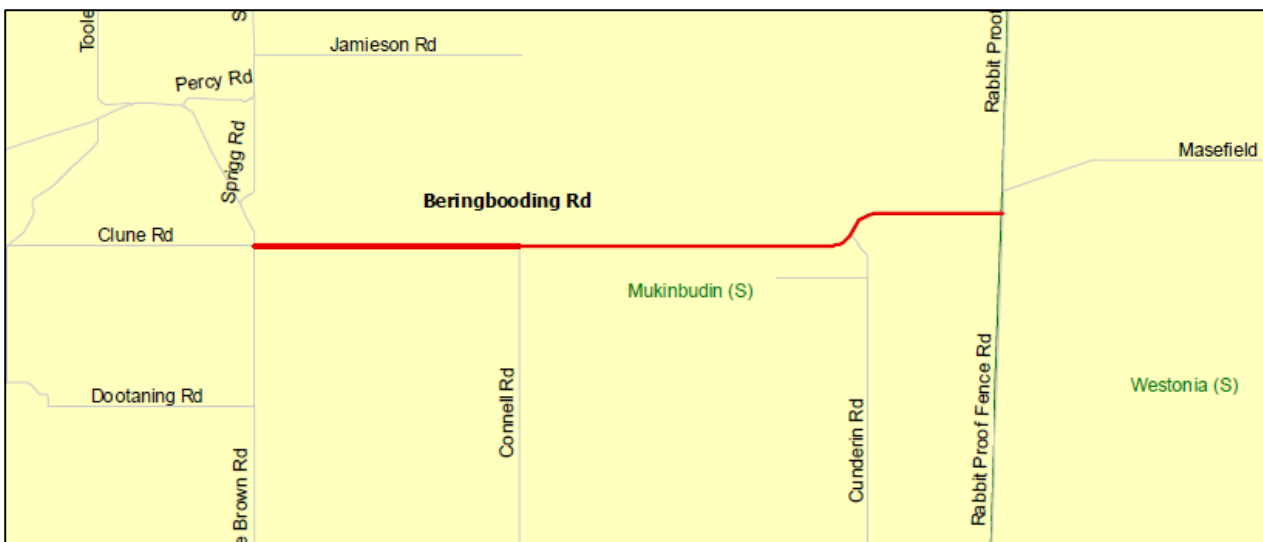 Toole
S
Jamieson Rd
Rabbit Proof
Percy Rd
Masefield
Sprigg Rd
Beringbooding Rd
Clune Rd
Mukinbudin (S)
Westonia (S)
Dootaning Rd
Connell Rd
Cunderin Rd
Rabbit Proof Fence Rd
e Brown Rd